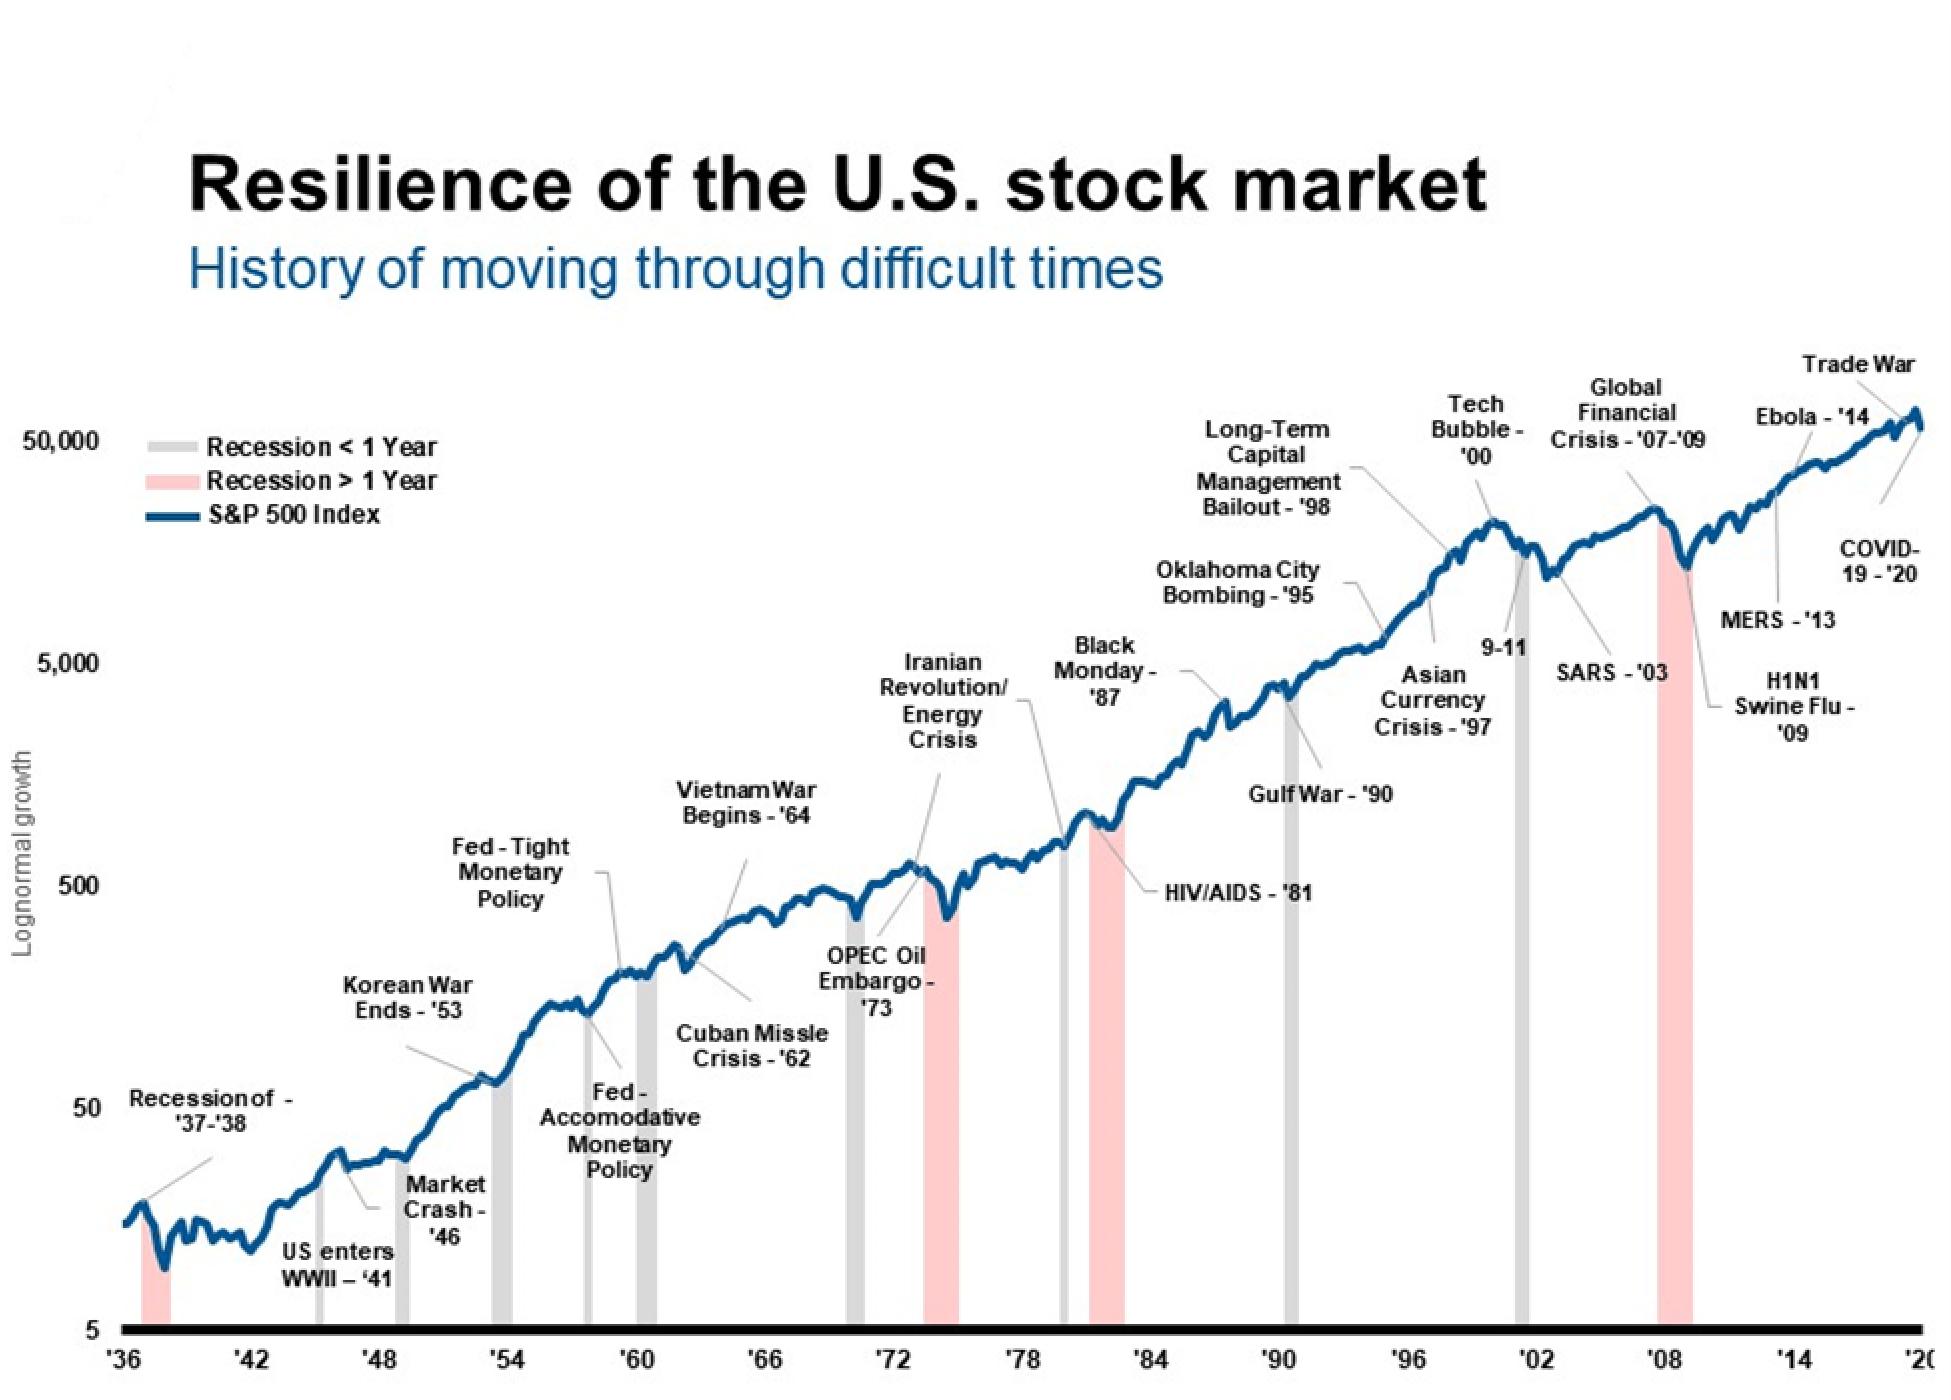 Resilience of the U.S. stock market
History of moving through difficult times
Recession < 1 Year
Recession > 1 Year
S&P 500 Index
Lognormal growth
50,000
5,000
500
50
5
Recession of -
'37-'38
US enters
WWII – ‘41
Market
Crash -
'46
Korean War
Ends - '53
Fed - Tight
Monetary
Policy
Fed -
Accomodative
Monetary
Policy
Vietnam War
Begins - '64
Cuban Missle
Crisis - '62
Iranian
Revolution/
Energy
Crisis
OPEC Oil
Embargo -
'73
Black
Monday -
'87
HIV/AIDS - '81
Long-Term
Capital
Management
Bailout - '98
Oklahoma City
Bombing - '95
Gulf War - '90
Asian
Currency
Crisis - '97
Tech
Bubble -
'00
9-11
SARS - '03
Global
Financial
Crisis - '07-'09
H1N1
Swine Flu -
'09
MERS - '13
Ebola - '14
Trade War
COVID-
19 - '20
'36 '42 '48 '54 '60 '66 '72 '78 '84 '90 '96 '02 '08 '14 '20